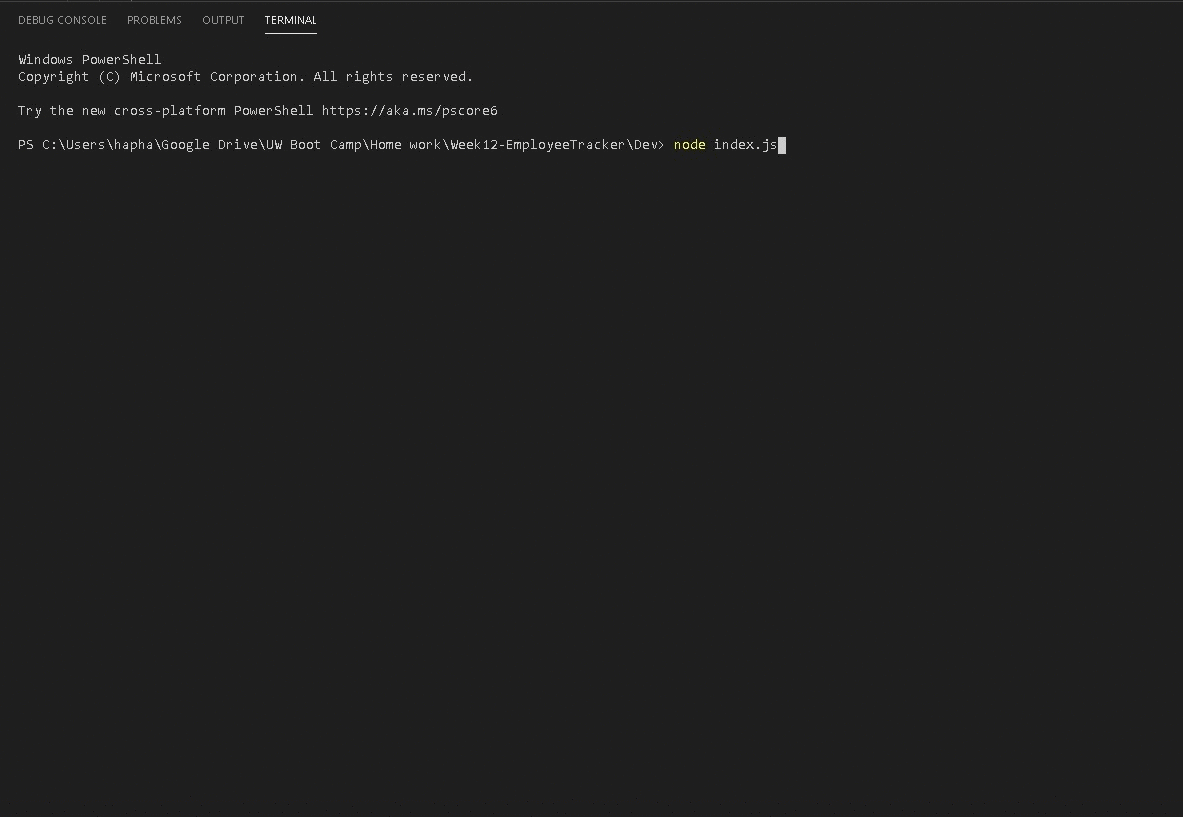 DEBUG CONSOLE PROBLEMS OUTPUT TERMINAL
Windows PowerShell
Copyright (C) Microsoft Corporation. All rights reserved.
Try the new cross-platform PowerShell https://aka.ms/pscore6
PS C:\Users\hapha\Google Drive\UW Boot Camp\Home work\Week12-EmployeeTracker\Dev> node index.js